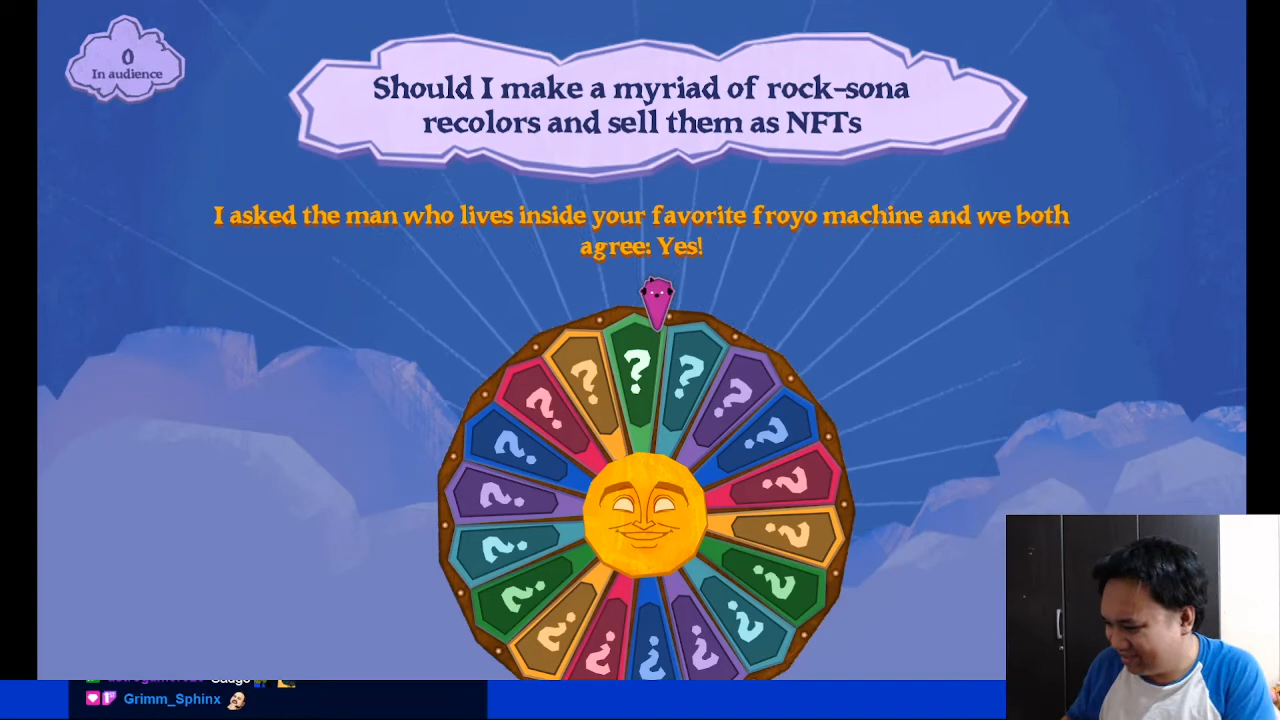 0
In audience
Should I make a myriad of rock-sona
recolors and sell them as NFTs
I asked the man who lives inside your favorite froyo machine and we both
agree: Yes!
? ? ? ? ? ? ? ? ? ? ? ? ? ? ? ? ? ? ?
Grimm_Sphinx